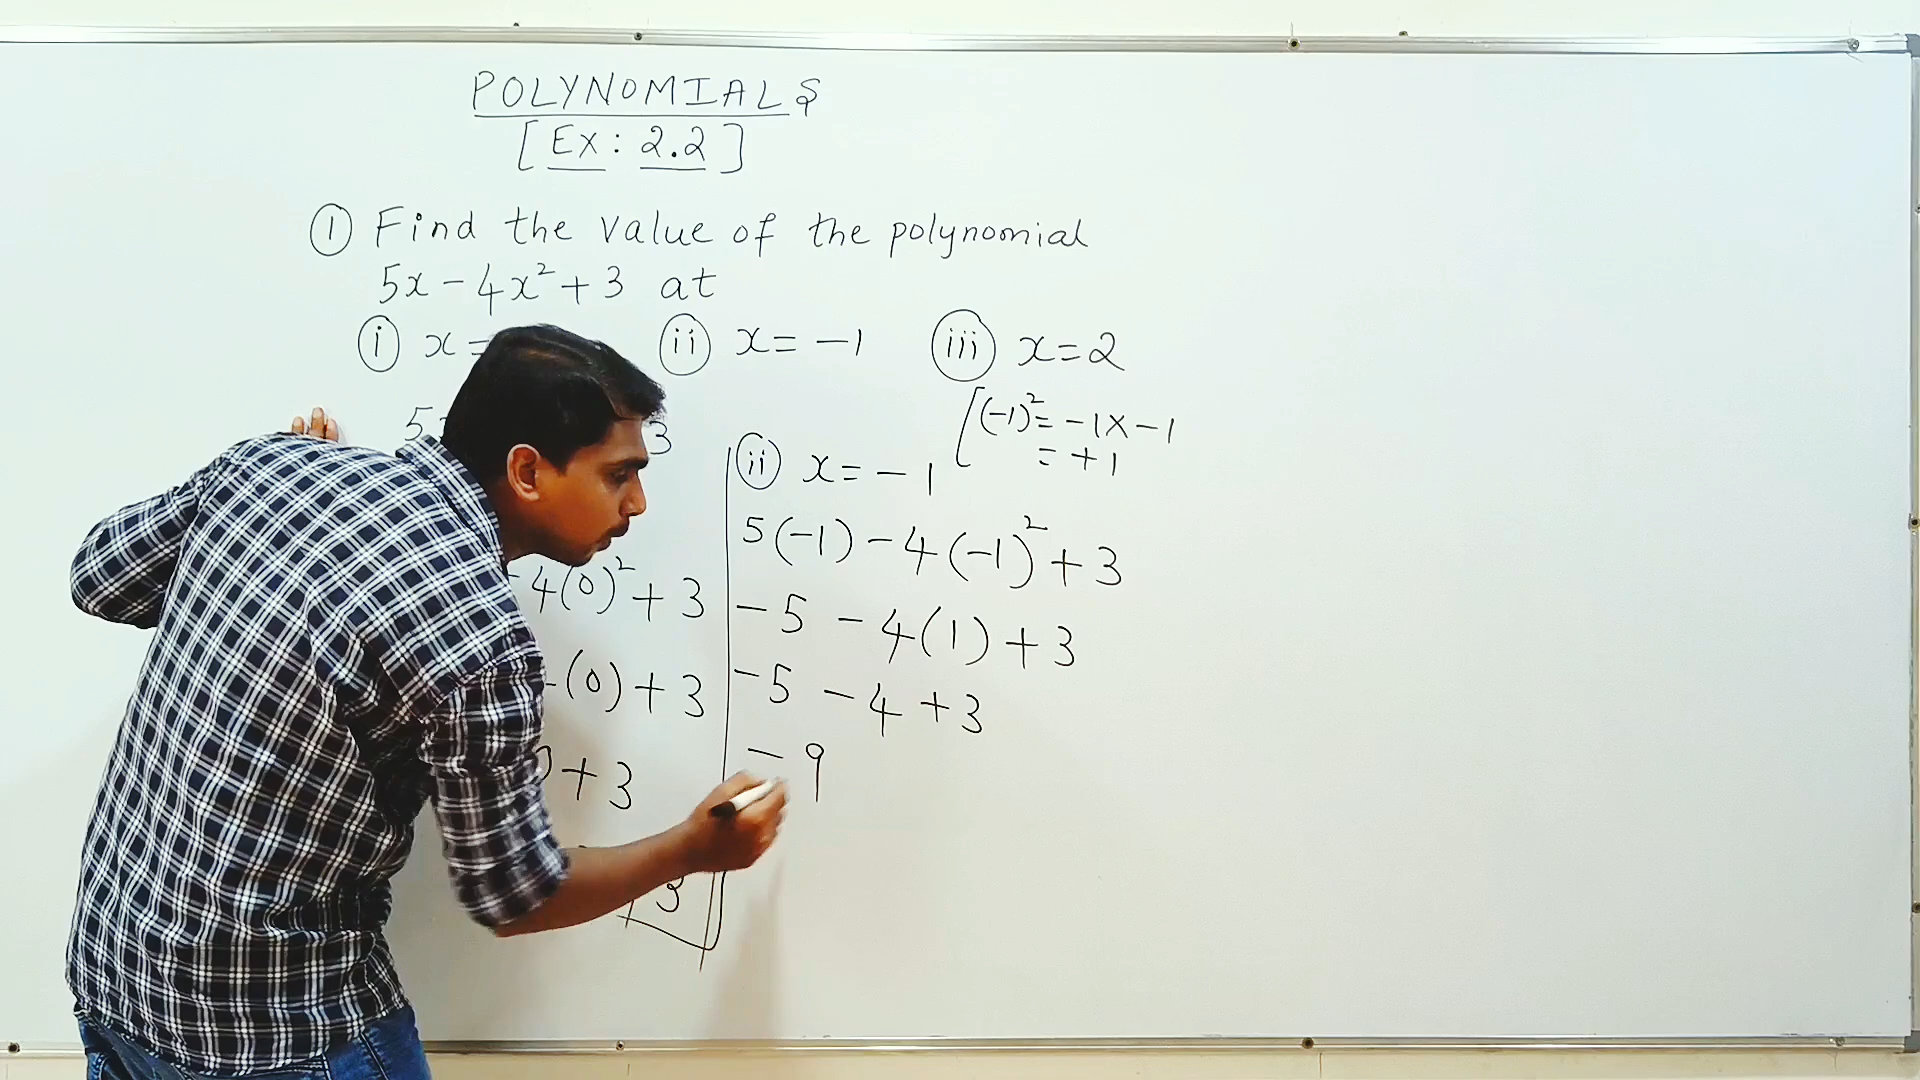 POLYNOMIALS
[Ex: 2.2]
① Find the value of the polynomial
5x - 4x² + 3 at
ⓘ x = ⓘⓘ x = -1 ⓘⓘⓘ x = 2
5 3
4(0)² + 3
(0) + 3
+ 3
3
[(-1)² = -1 x -1
= +1
(ii) x = -1
5(-1) - 4(-1)² + 3
-5 - 4(1) + 3
-5 - 4 + 3
-9